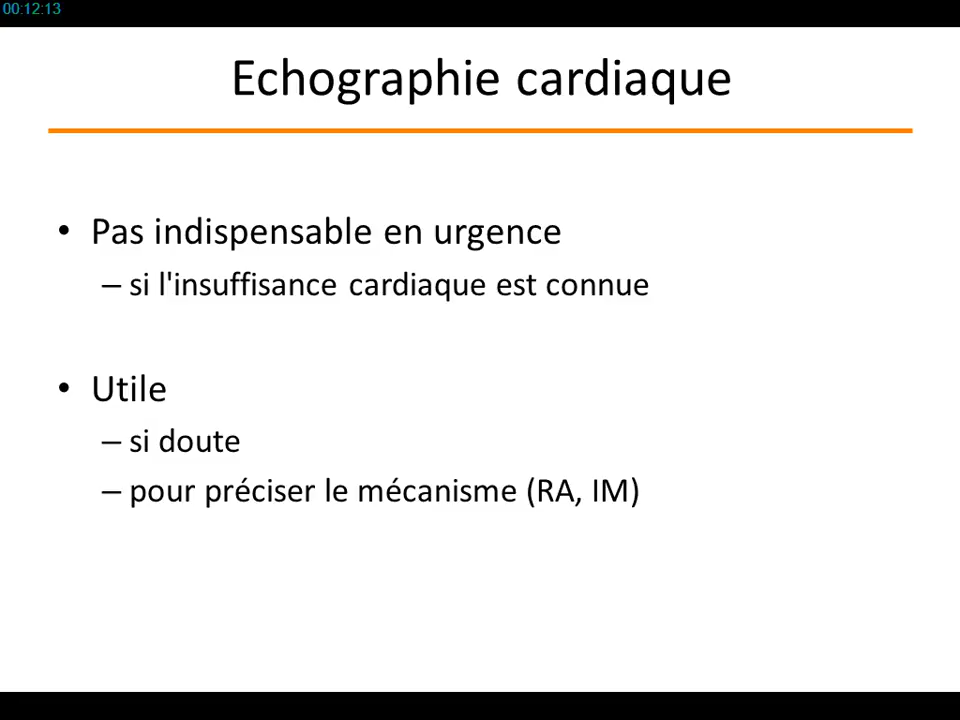 00:12:13
Echographie cardiaque
• Pas indispensable en urgence
– si l'insuffisance cardiaque est connue
• Utile
– si doute
– pour préciser le mécanisme (RA, IM)